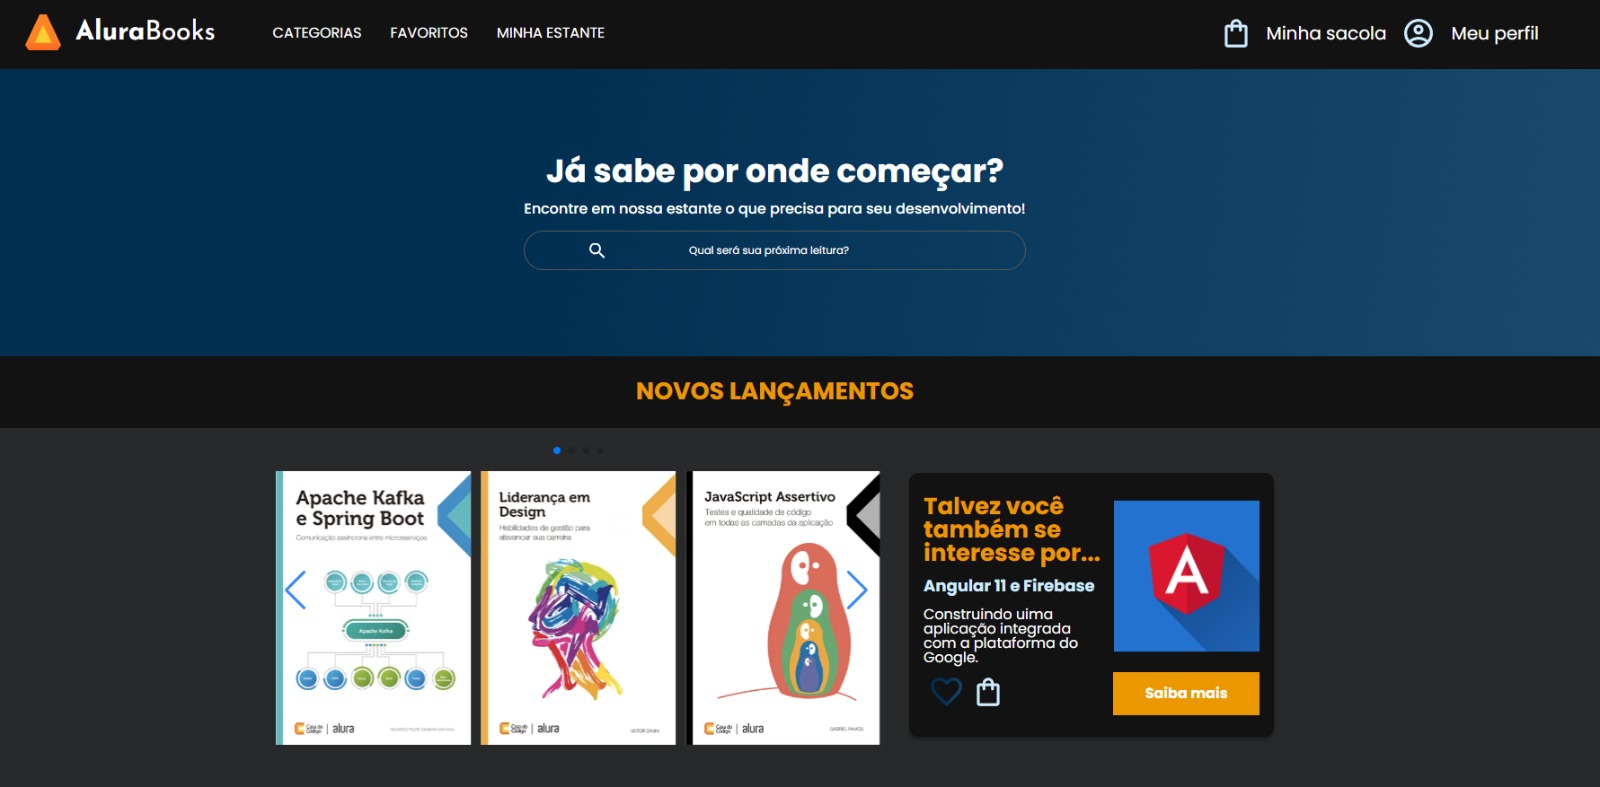 AluraBooks
CATEGORIAS
FAVORITOS
MINHA ESTANTE
Minha sacola
Meu perfil
Já sabe por onde começar?
Encontre em nossa estante o que precisa para seu desenvolvimento!
Qual será sua próxima leitura?
NOVOS LANÇAMENTOS
Apache Kafka
e Spring Boot
Comunicação assíncrona entre microsserviços
Apache Kafka
Casa do
Código
alura
Liderança em
Design
Habilidades de gestão para
alavancar sua carreira
Casa do
Código
alura
VICTOR ZANINI
JavaScript Assertivo
Testes e qualidade de código
em todas as camadas da aplicação
Casa do
Código
alura
GABRIEL RAMOS
Talvez você
também se
interesse por...
Angular 11 e Firebase
Construindo uima
aplicação integrada
com a plataforma do
Google.
A
Saiba mais